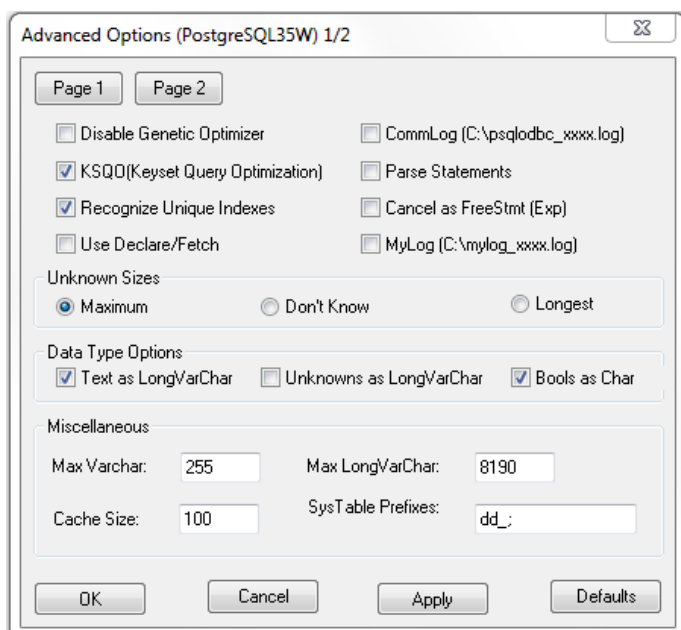 Advanced Options (PostgreSQL35W) 1/2
Page 1 Page 2
Disable Genetic Optimizer CommLog (C:\psqlodbc_xxxx.log)
KSQO(Keyset Query Optimization) Parse Statements
Recognize Unique Indexes Cancel as FreeStmt (Exp)
Use Declare/Fetch MyLog (C:\mylog_xxxx.log)
Unknown Sizes
Maximum Don't Know Longest
Data Type Options
Text as LongVarChar Unknowns as LongVarChar Bools as Char
Miscellaneous
Max Varchar: 255 Max LongVarChar: 8190
Cache Size: 100 SysTable Prefixes: dd_;
OK Cancel Apply Defaults